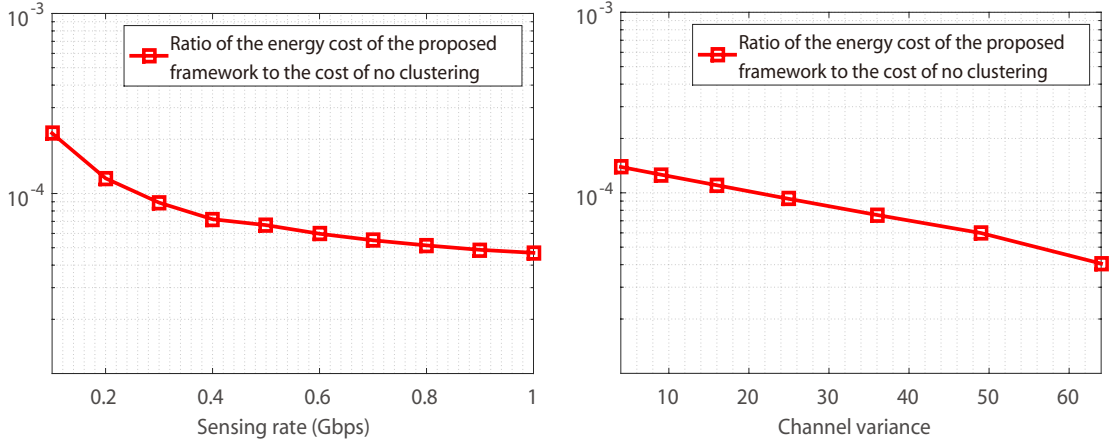 10^-3
Ratio of the energy cost of the proposed
framework to the cost of no clustering
10^-4
0.2 0.4 0.6 0.8 1
Sensing rate (Gbps)
10^-3
Ratio of the energy cost of the proposed
framework to the cost of no clustering
10^-4
10 20 30 40 50 60
Channel variance